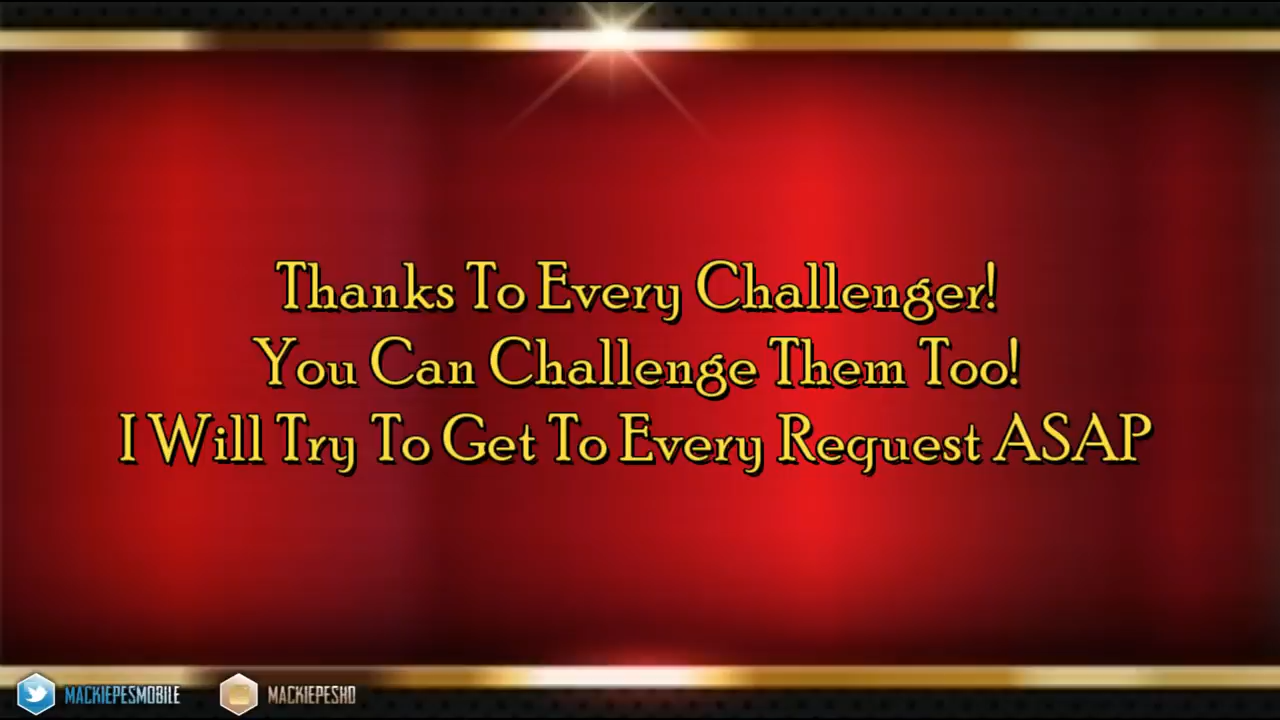 Thanks To Every Challenger!
You Can Challenge Them Too!
I Will Try To Get To Every Request ASAP
MACKIEPESMOBILE MACKIEPESHD